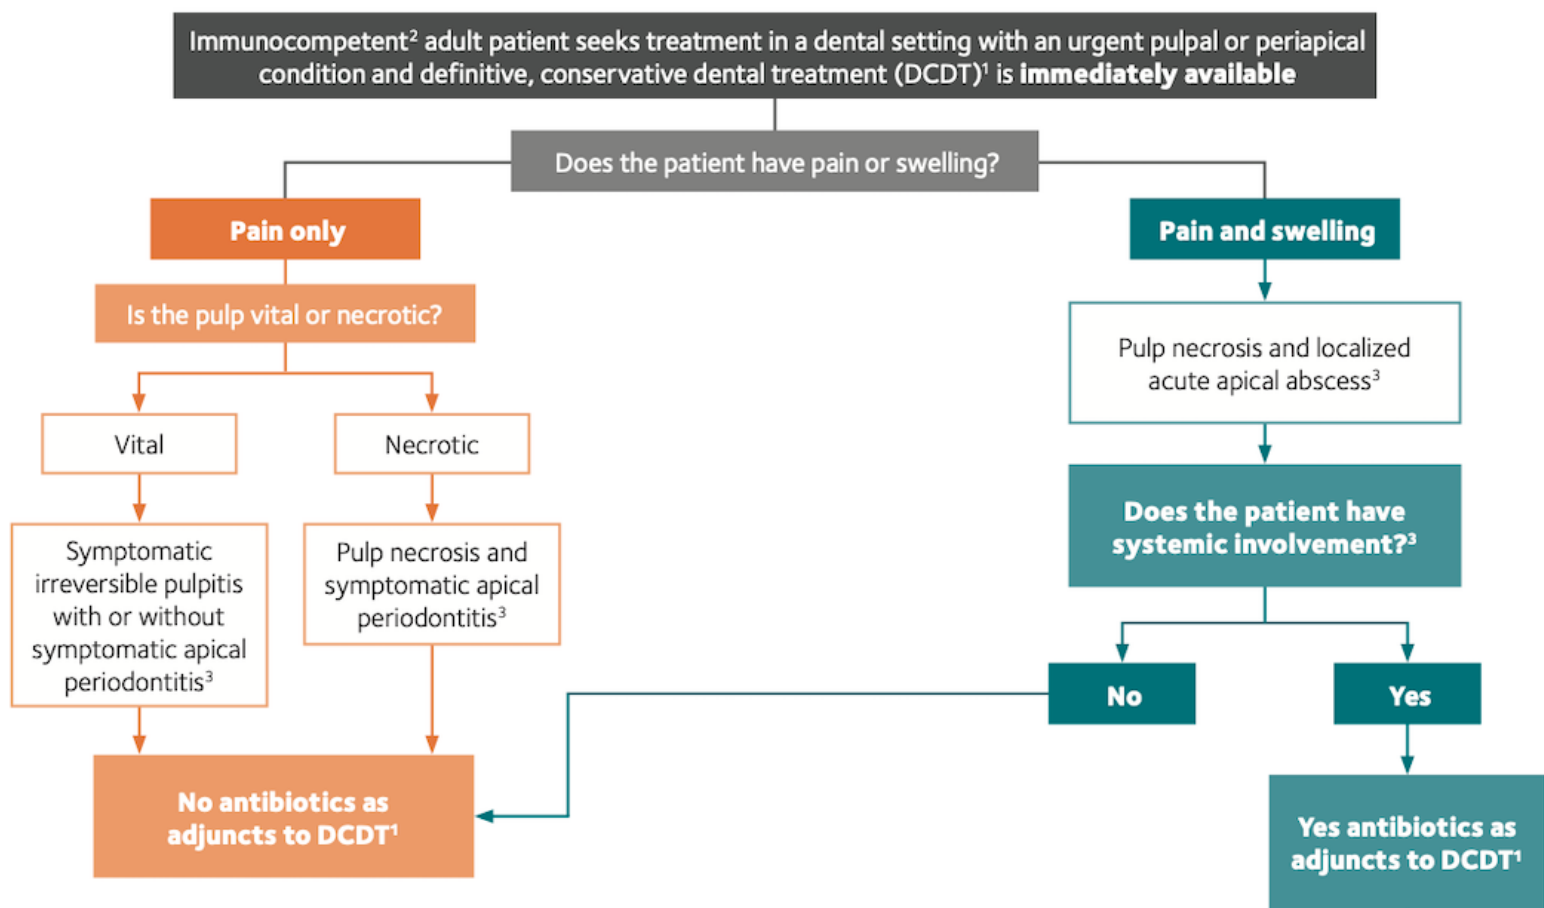 Immunocompetent² adult patient seeks treatment in a dental setting with an urgent pulpal or periapical
condition and definitive, conservative dental treatment (DCDT)¹ is immediately available
Does the patient have pain or swelling?
Pain only
Pain and swelling
Is the pulp vital or necrotic?
Pulp necrosis and localized
acute apical abscess³
Vital
Necrotic
Does the patient have
systemic involvement?³
Symptomatic
irreversible pulpitis
with or without
symptomatic apical
periodontitis³
Pulp necrosis and
symptomatic apical
periodontitis³
No
Yes
No antibiotics as
adjuncts to DCDT¹
Yes antibiotics as
adjuncts to DCDT¹